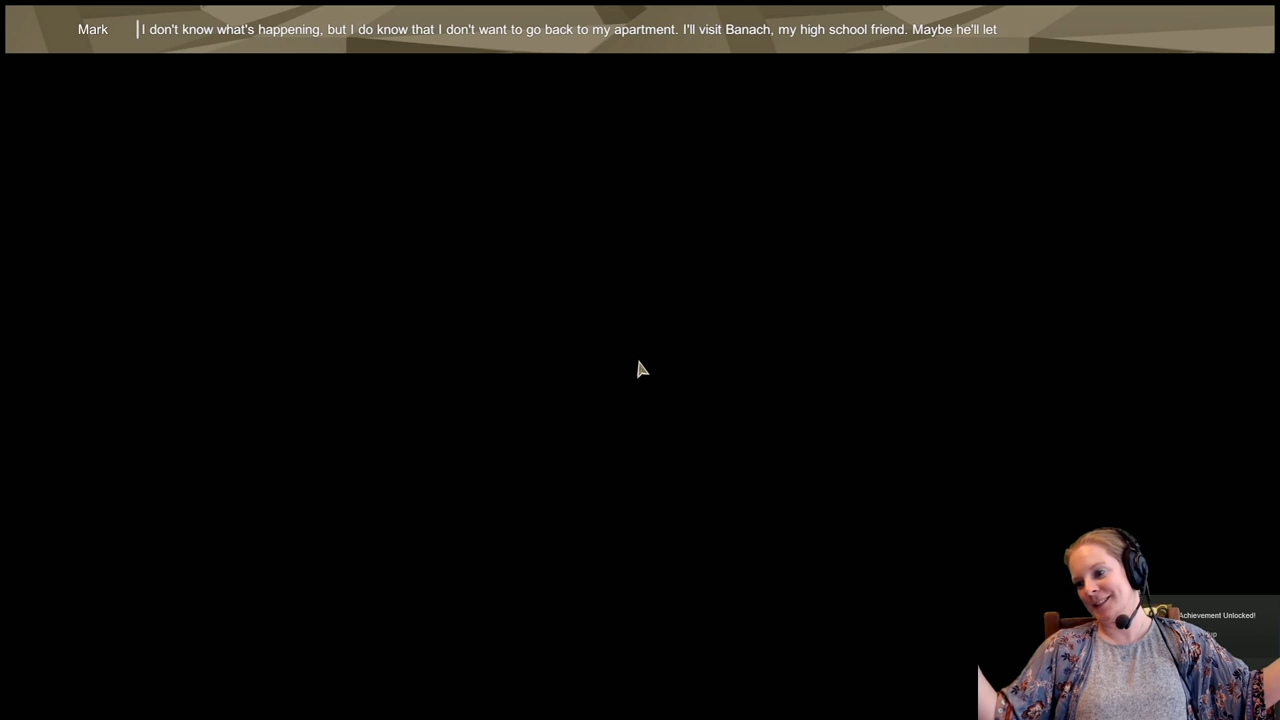 Mark I don't know what's happening, but I do know that I don't want to go back to my apartment. I'll visit Banach, my high school friend. Maybe he'll let
Achievement Unlocked!